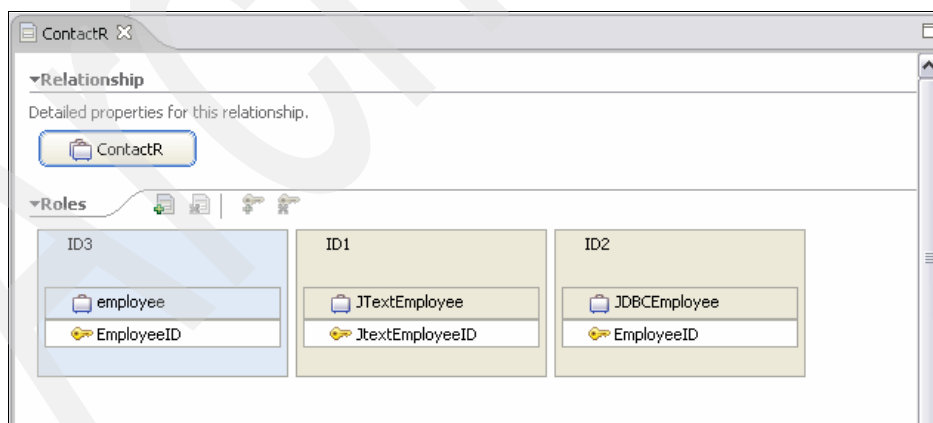 ContactR
Relationship
Detailed properties for this relationship.
ContactR
Roles
ID3
ID1
ID2
employee
JTextEmployee
JDBCEmployee
EmployeeID
JtextEmployeeID
EmployeeID